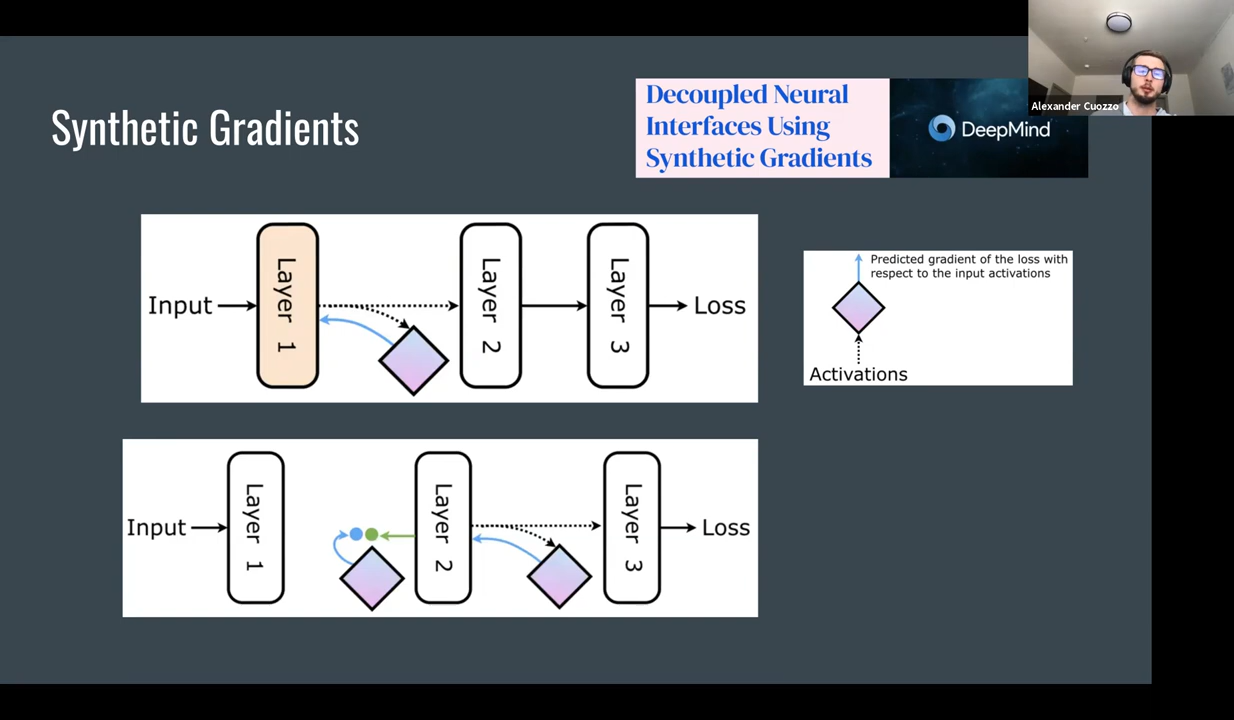 Synthetic Gradients
Decoupled Neural
Interfaces Using
Synthetic Gradients
DeepMind
Alexander Cuozzo
Input
Layer 1
Layer 2
Layer 3
Loss
Predicted gradient of the loss with
respect to the input activations
Activations
Input
Layer 1
Layer 2
Layer 3
Loss